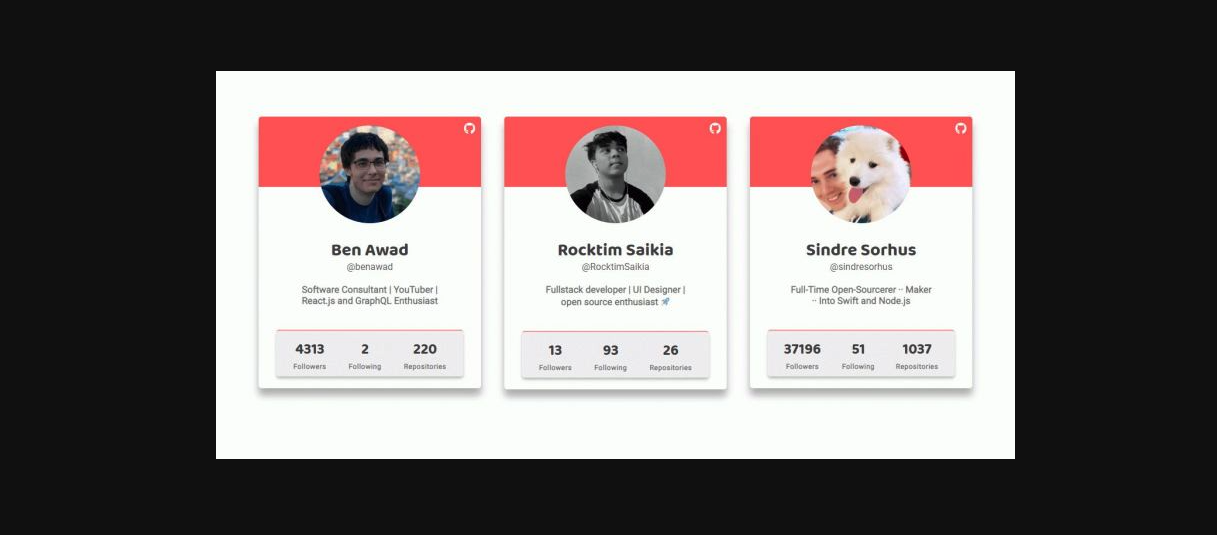 Ben Awad
@benawad
Software Consultant | YouTuber |
React.js and GraphQL Enthusiast
4313 2 220
Followers Following Repositories
Rocktim Saikia
@RocktimSaikia
Fullstack developer | UI Designer |
open source enthusiast 🚀
13 93 26
Followers Following Repositories
Sindre Sorhus
@sindresorhus
Full-Time Open-Sourcerer ·· Maker
·· Into Swift and Node.js
37196 51 1037
Followers Following Repositories